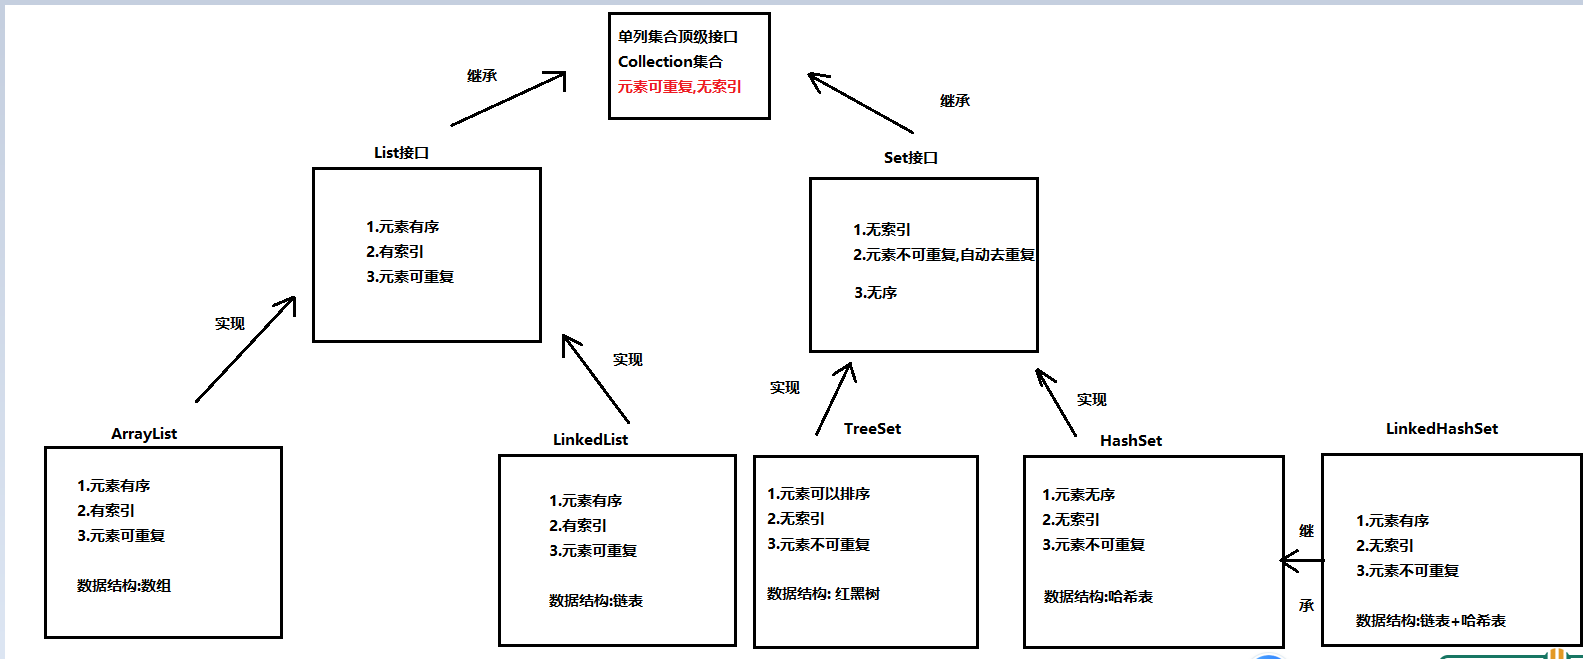 单列集合顶级接口
Collection集合
元素可重复,无索引
继承
继承
List接口
1.元素有序
2.有索引
3.元素可重复
Set接口
1.无索引
2.元素不可重复,自动去重复
3.无序
实现
实现
实现
实现
ArrayList
1.元素有序
2.有索引
3.元素可重复
数据结构:数组
LinkedList
1.元素有序
2.有索引
3.元素可重复
数据结构:链表
TreeSet
1.元素可以排序
2.无索引
3.元素不可重复
数据结构: 红黑树
HashSet
1.元素无序
2.无索引
3.元素不可重复
数据结构:哈希表
继
承
LinkedHashSet
1.元素有序
2.无索引
3.元素不可重复
数据结构:链表+哈希表